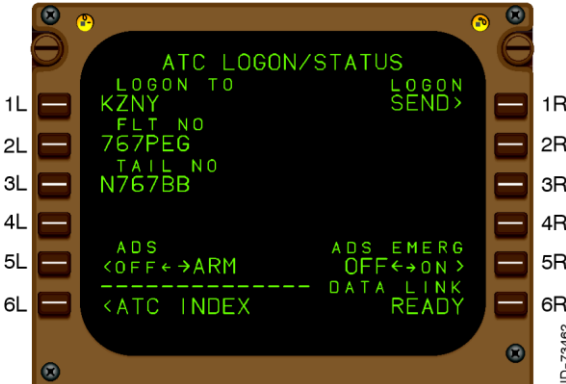 ATC LOGON/STATUS
LOGON TO LOGON
1L KZNY SEND> 1R
FLT NO
2L 767PEG 2R
TAIL NO
3L N767BB 3R
4L 4R
ADS ADS EMERG
5L <OFF←→ARM OFF←→ON> 5R
-------------- DATA LINK
6L <ATC INDEX READY 6R
ID-73462